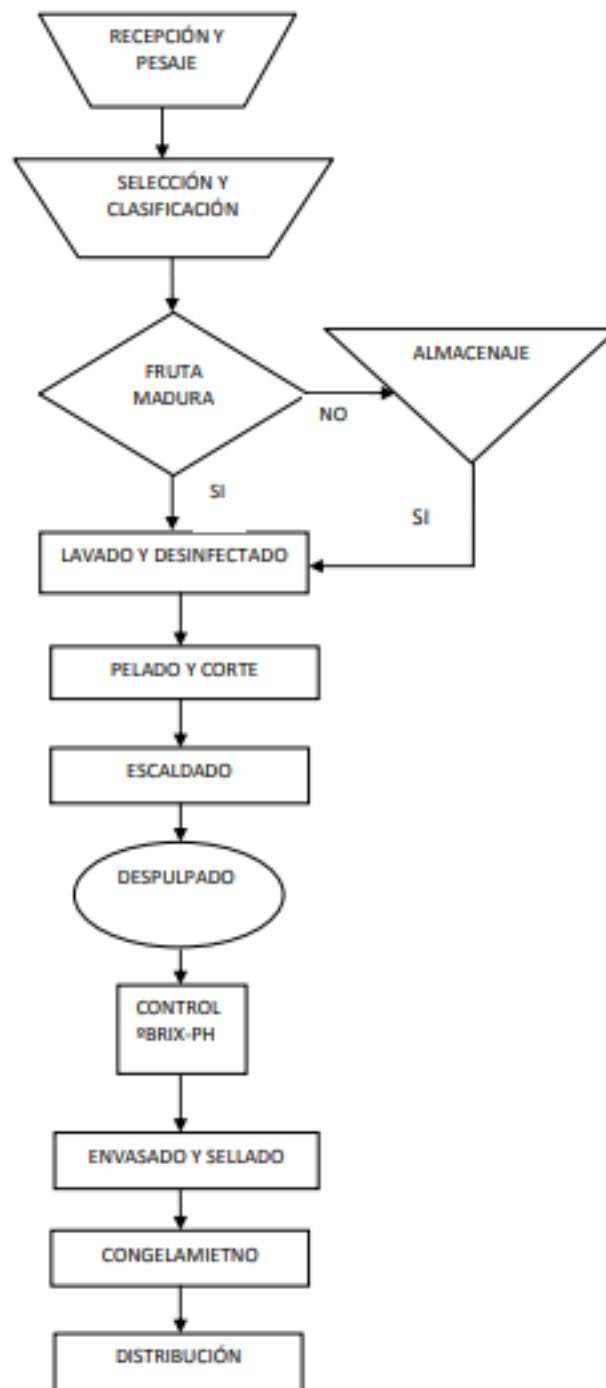 RECEPCIÓN Y
PESAJE
SELECCIÓN Y
CLASIFICACIÓN
FRUTA
MADURA
ALMACENAJE
NO
SI
SI
LAVADO Y DESINFECTADO
PELADO Y CORTE
ESCALDADO
DESPULPADO
CONTROL
ºBRIX-PH
ENVASADO Y SELLADO
CONGELAMIETNO
DISTRIBUCIÓN